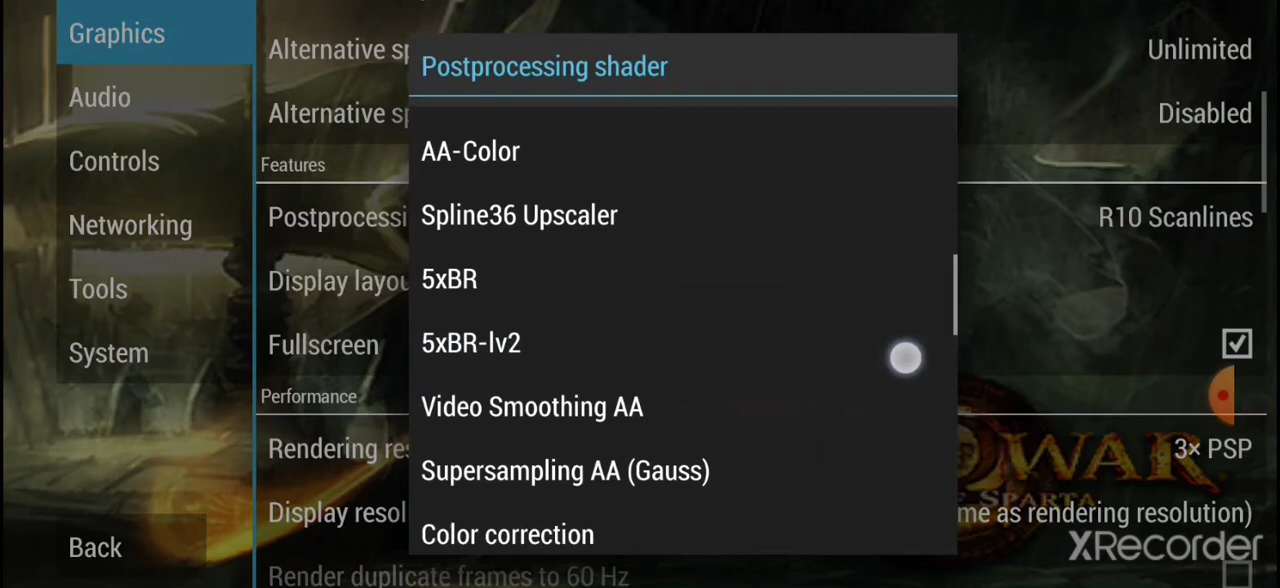 Graphics
Audio
Controls
Networking
Tools
System
Back
Alternative sp
Unlimited
Alternative sp
Disabled
Features
Postprocessi
R10 Scanlines
Display layou
Fullscreen
Performance
Rendering res
3× PSP
Display resol
me as rendering resolution)
Render duplicate frames to 60 Hz
Postprocessing shader
AA-Color
Spline36 Upscaler
5xBR
5xBR-lv2
Video Smoothing AA
Supersampling AA (Gauss)
Color correction
WAR
SPARTA
XRecorder